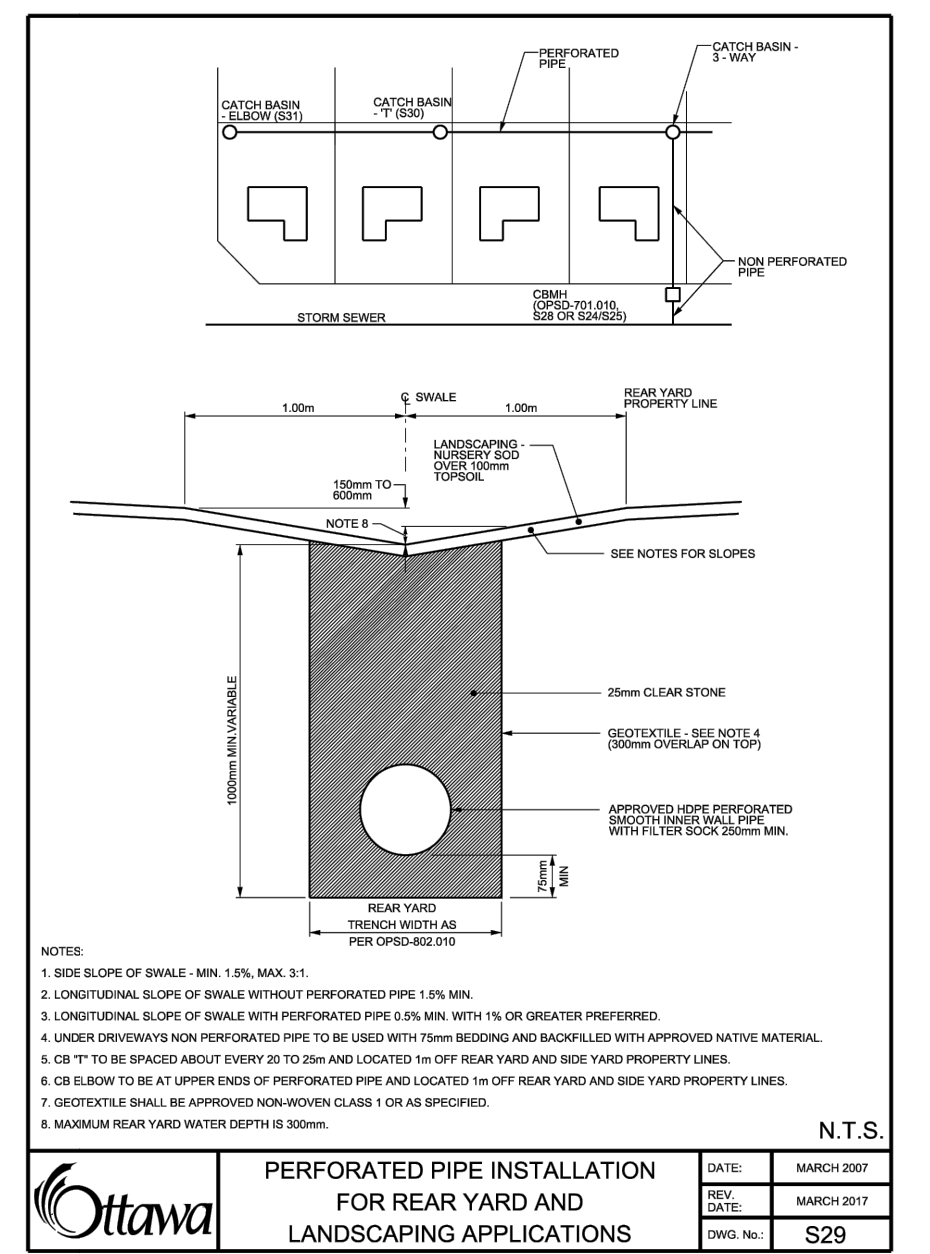 PERFORATED
PIPE
CATCH BASIN -
3 - WAY
CATCH BASIN
- ELBOW (S31)
CATCH BASIN
- 'T' (S30)
NON PERFORATED
PIPE
CBMH
(OPSD-701.010,
S28 OR S24/S25)
STORM SEWER
℄ SWALE
1.00m
1.00m
REAR YARD
PROPERTY LINE
LANDSCAPING -
NURSERY SOD
OVER 100mm
TOPSOIL
150mm TO
600mm
NOTE 8
SEE NOTES FOR SLOPES
1000mm MIN.VARIABLE
25mm CLEAR STONE
GEOTEXTILE - SEE NOTE 4
(300mm OVERLAP ON TOP)
APPROVED HDPE PERFORATED
SMOOTH INNER WALL PIPE
WITH FILTER SOCK 250mm MIN.
75mm
MIN
REAR YARD
TRENCH WIDTH AS
PER OPSD-802.010
NOTES:
1. SIDE SLOPE OF SWALE - MIN. 1.5%, MAX. 3:1.
2. LONGITUDINAL SLOPE OF SWALE WITHOUT PERFORATED PIPE 1.5% MIN.
3. LONGITUDINAL SLOPE OF SWALE WITH PERFORATED PIPE 0.5% MIN. WITH 1% OR GREATER PREFERRED.
4. UNDER DRIVEWAYS NON PERFORATED PIPE TO BE USED WITH 75mm BEDDING AND BACKFILLED WITH APPROVED NATIVE MATERIAL.
5. CB "T" TO BE SPACED ABOUT EVERY 20 TO 25m AND LOCATED 1m OFF REAR YARD AND SIDE YARD PROPERTY LINES.
6. CB ELBOW TO BE AT UPPER ENDS OF PERFORATED PIPE AND LOCATED 1m OFF REAR YARD AND SIDE YARD PROPERTY LINES.
7. GEOTEXTILE SHALL BE APPROVED NON-WOVEN CLASS 1 OR AS SPECIFIED.
8. MAXIMUM REAR YARD WATER DEPTH IS 300mm.
N.T.S.
Ottawa
PERFORATED PIPE INSTALLATION
FOR REAR YARD AND
LANDSCAPING APPLICATIONS
DATE:
MARCH 2007
REV.
DATE:
MARCH 2017
DWG. No.:
S29